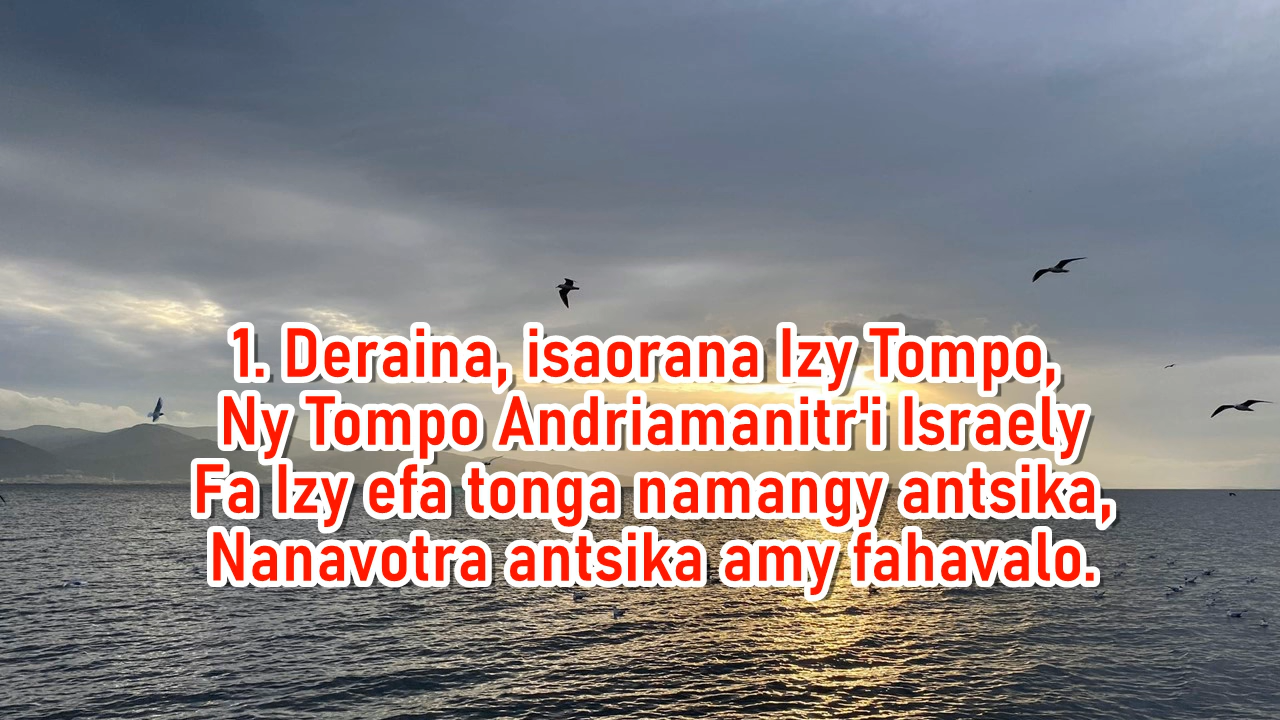 1. Deraina, isaorana Izy Tompo,
Ny Tompo Andriamanitr'i Israely
Fa Izy efa tonga namangy antsika,
Nanavotra antsika amy fahavalo.